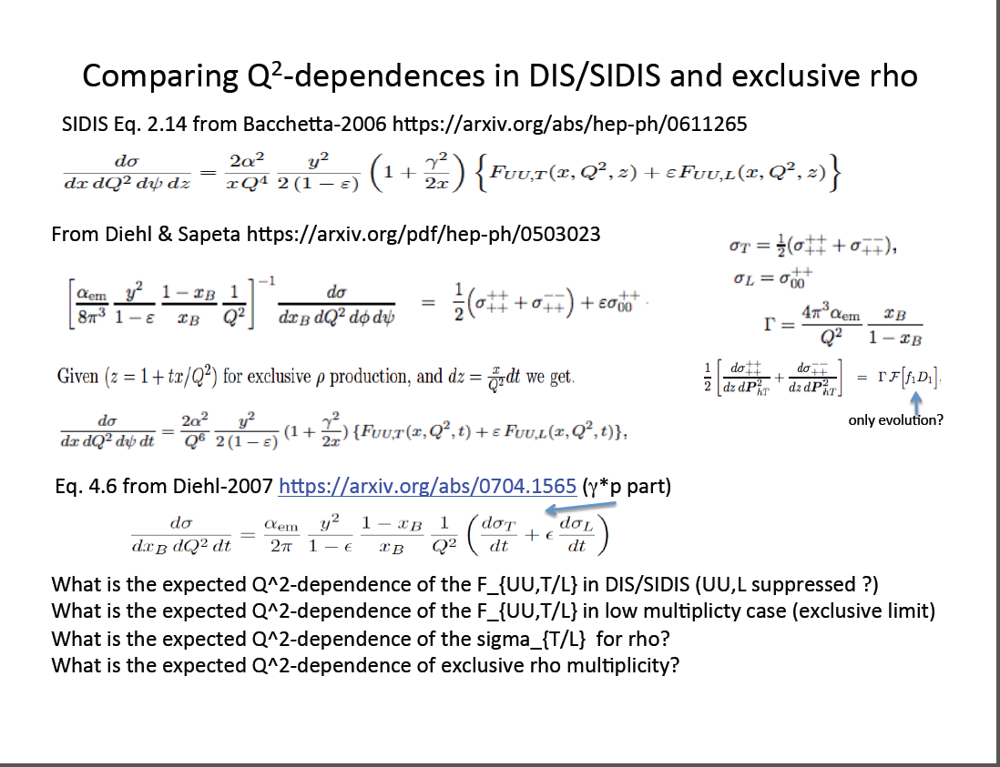 Comparing Q²-dependences in DIS/SIDIS and exclusive rho
SIDIS Eq. 2.14 from Bacchetta-2006 https://arxiv.org/abs/hep-ph/0611265
dσ/(dx dQ² dψ dz) = (2α²/(xQ⁴)) (y²/(2(1 − ε))) (1 + γ²/(2x)) {F_{UU,T}(x, Q², z) + εF_{UU,L}(x, Q², z)}
From Diehl & Sapeta https://arxiv.org/pdf/hep-ph/0503023
σ_T = ½(σ₊₊⁺⁺ + σ₊₊⁻⁻),
σ_L = σ₀₀⁺⁺
[(α_em/(8π³)) (y²/(1 − ε)) ((1 − x_B)/x_B) (1/Q²)]⁻¹ dσ/(dx_B dQ² dϕ dψ) = ½(σ₊₊⁺⁺ + σ₊₊⁻⁻) + εσ₀₀⁺⁺
Γ = (4π³α_em/Q²) (x_B/(1 − x_B))
Given (z = 1 + tx/Q²) for exclusive ρ production, and dz = (x/Q²)dt we get.
½[dσ₊₊⁺⁺/(dz dP²_{hT}) + dσ₊₊⁻⁻/(dz dP²_{hT})] = Γ F[f₁D₁],
only evolution?
dσ/(dx dQ² dψ dt) = (2α²/Q⁶) (y²/(2(1 − ε))) (1 + γ²/(2x)) {F_{UU,T}(x, Q², t) + ε F_{UU,L}(x, Q², t)},
Eq. 4.6 from Diehl-2007 https://arxiv.org/abs/0704.1565 (γ*p part)
dσ/(dx_B dQ² dt) = (α_em/(2π)) (y²/(1 − ϵ)) ((1 − x_B)/x_B) (1/Q²) (dσ_T/dt + ϵ dσ_L/dt)
What is the expected Q^2-dependence of the F_{UU,T/L} in DIS/SIDIS (UU,L suppressed ?)
What is the expected Q^2-dependence of the F_{UU,T/L} in low multiplicty case (exclusive limit)
What is the expected Q^2-dependence of the sigma_{T/L} for rho?
What is the expected Q^2-dependence of exclusive rho multiplicity?